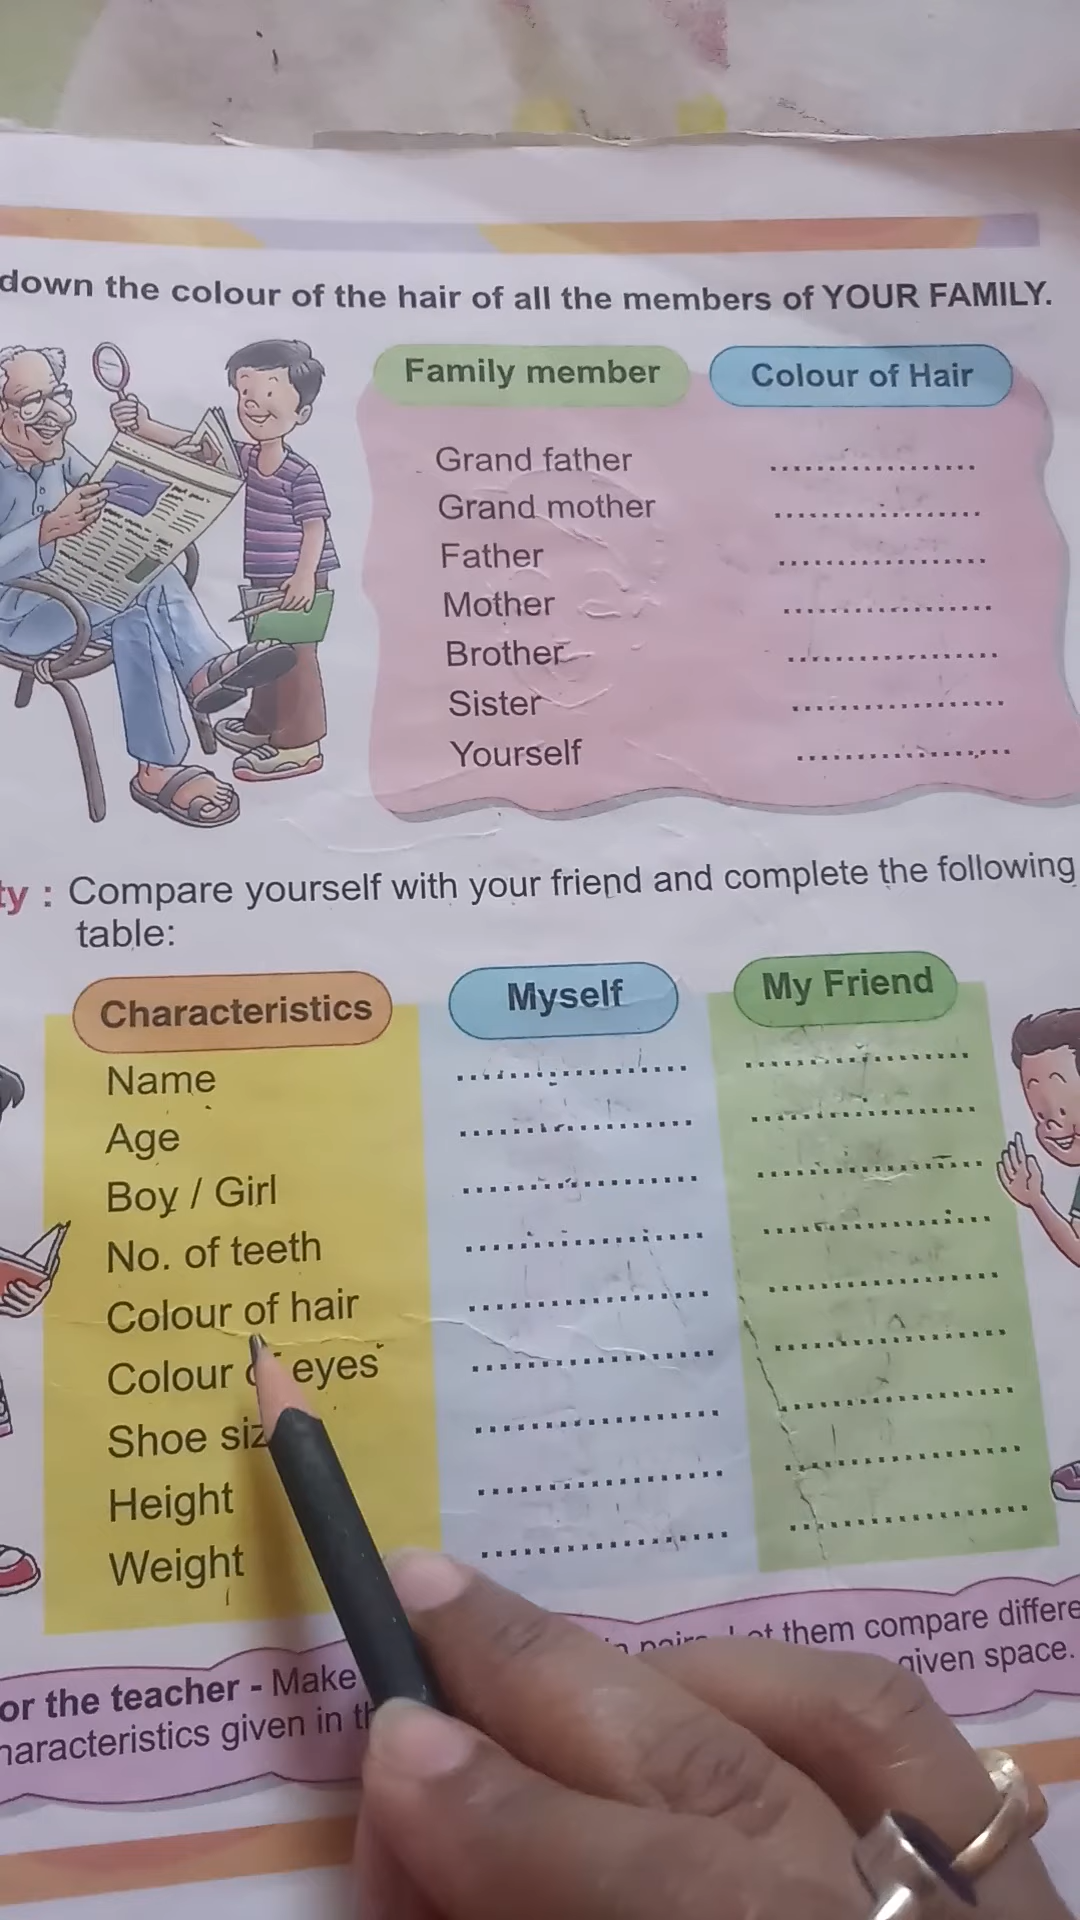 down the colour of the hair of all the members of YOUR FAMILY.
Family member Colour of Hair
Grand father ..................
Grand mother ..................
Father ..................
Mother ..................
Brother ..................
Sister ..................
Yourself ..................
ty : Compare yourself with your friend and complete the following
table:
Characteristics Myself My Friend
Name .................. ..................
Age .................. ..................
Boy / Girl .................. ..................
No. of teeth .................. ..................
Colour of hair .................. ..................
Colour eyes .................. ..................
Shoe siz .................. ..................
Height .................. ..................
Weight .................. ..................
or the teacher - Make them compare differe
haracteristics given in given space.